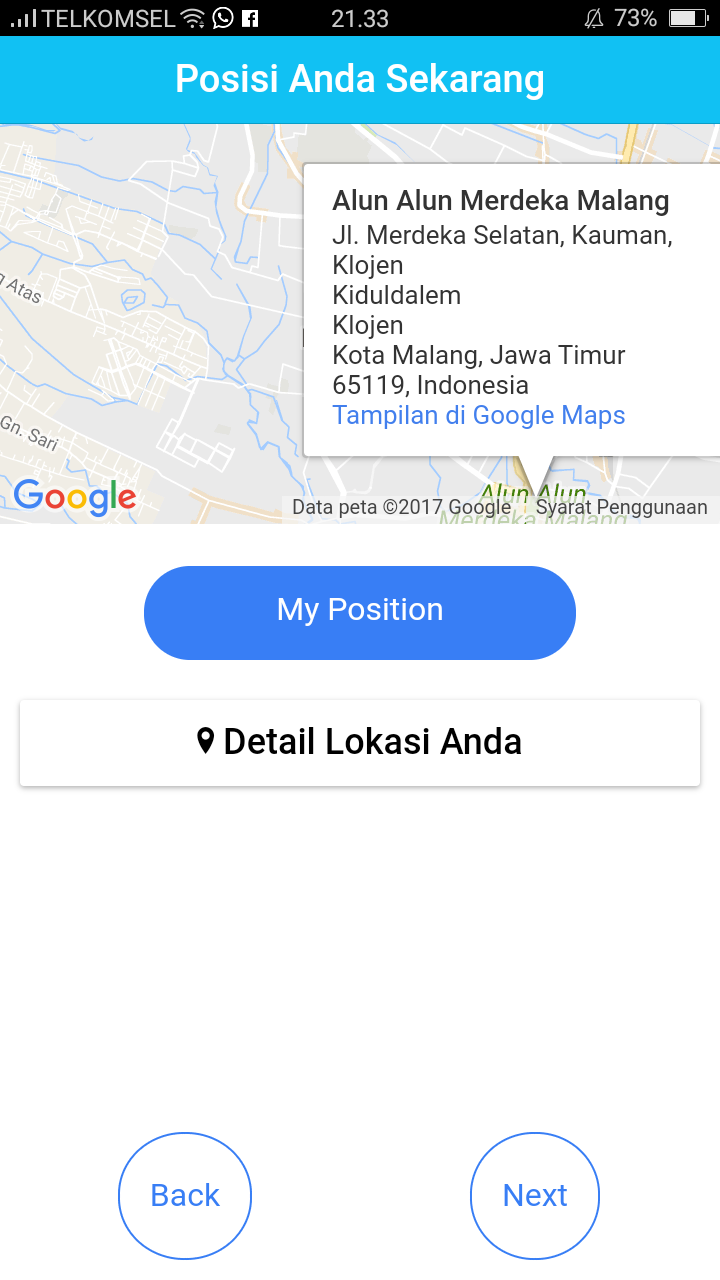 TELKOMSEL 21.33 73%
Posisi Anda Sekarang
Alun Alun Merdeka Malang
Jl. Merdeka Selatan, Kauman,
Klojen
Kiduldalem
Klojen
Kota Malang, Jawa Timur
65119, Indonesia
Tampilan di Google Maps
Atas
Gn. Sari
Google
Alun Alun
Merdeka Malang
Data peta ©2017 Google
Syarat Penggunaan
My Position
Detail Lokasi Anda
Back
Next